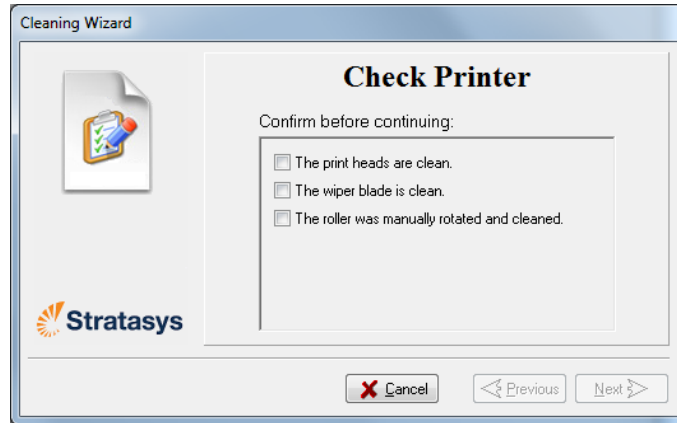 Cleaning Wizard
Check Printer
Confirm before continuing:
The print heads are clean.
The wiper blade is clean.
The roller was manually rotated and cleaned.
Stratasys
Cancel
Previous
Next